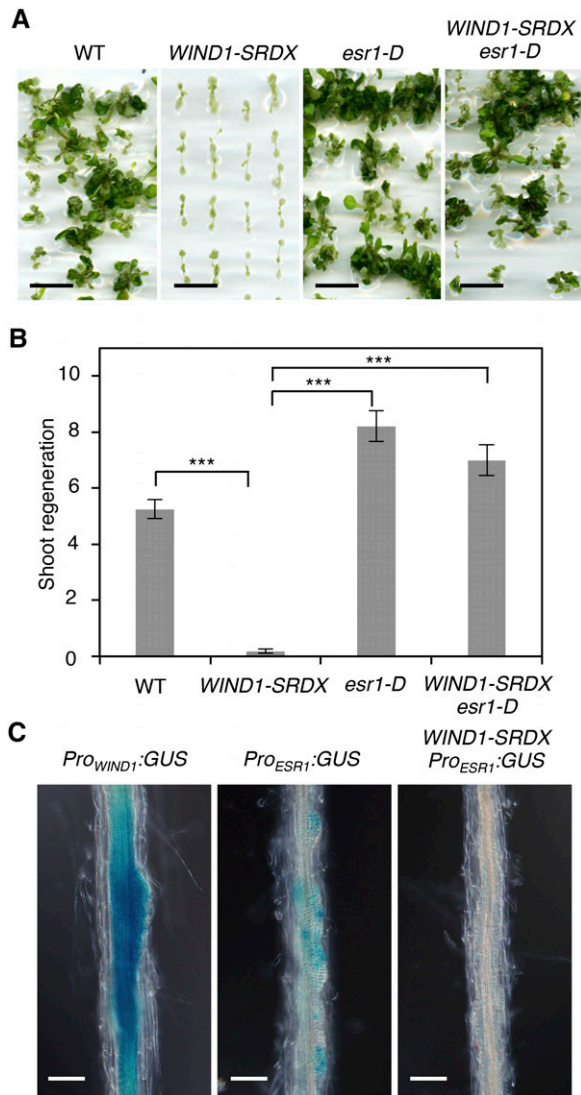 A
WT
WIND1-SRDX
esr1-D
WIND1-SRDX
esr1-D
B
Shoot regeneration
10
8
6
4
2
0
***
***
***
WT
WIND1-SRDX
esr1-D
WIND1-SRDX
esr1-D
C
ProWIND1:GUS
ProESR1:GUS
WIND1-SRDX
ProESR1:GUS